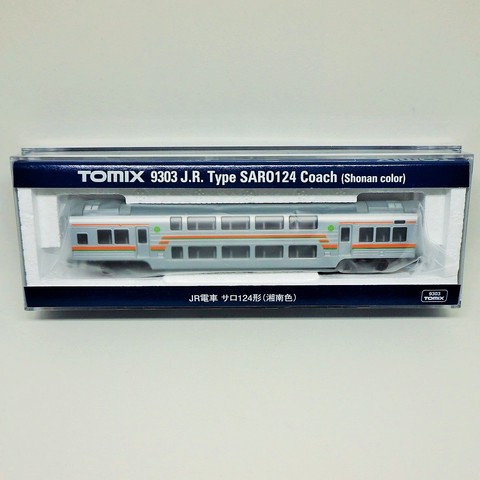 TOMIX 9303 J.R. Type SARO124 Coach (Shonan color)
JR電車 サロ124形(湘南色)
9303
TOMIX